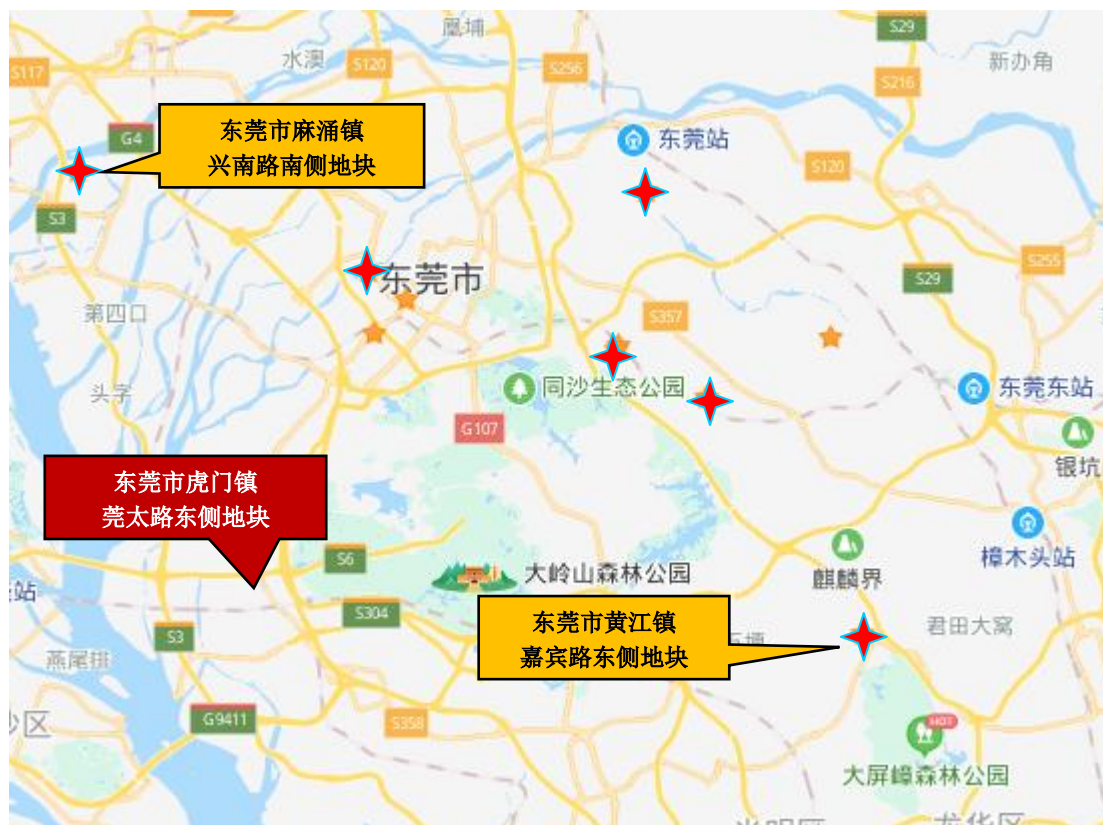 凰埔
S29
水澳
S120
S256
新办角
S117
S216
东莞市麻涌镇
兴南路南侧地块
G4
东莞站
S120
S3
东莞市
S255
S29
第四口
S357
头字
同沙生态公园
东莞东站
G107
银坑
东莞市虎门镇
莞太路东侧地块
樟木头站
S6
大岭山森林公园
麒麟界
站
S304
东莞市黄江镇
嘉宾路东侧地块
君田大窝
S3
燕尾排
G9411
S358
HOT
大屏嶂森林公园
龙华区